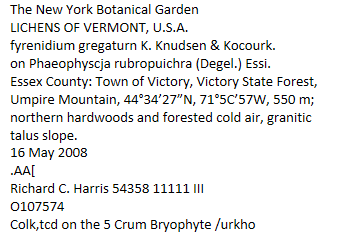 The New York Botanical Garden
LICHENS OF VERMONT, U.S.A.
fyrenidium gregaturn K. Knudsen & Kocourk.
on Phaeophyscja rubropuichra (Degel.) Essi.
Essex County: Town of Victory, Victory State Forest,
Umpire Mountain, 44°34’27”N, 71°5C’57W, 550 m;
northern hardwoods and forested cold air, granitic
talus slope.
16 May 2008
.AA[
Richard C. Harris 54358 11111 III
O107574
Colk,tcd on the 5 Crum Bryophyte /urkho